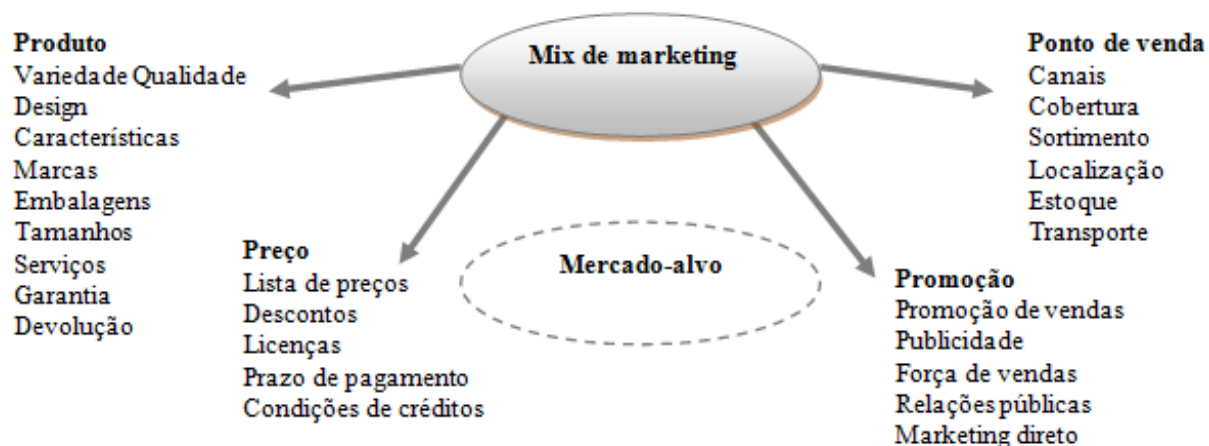 Mix de marketing
Produto
Variedade Qualidade
Design
Características
Marcas
Embalagens
Tamanhos
Serviços
Garantia
Devolução
Preço
Lista de preços
Descontos
Licenças
Prazo de pagamento
Condições de créditos
Mercado-alvo
Promoção
Promoção de vendas
Publicidade
Força de vendas
Relações públicas
Marketing direto
Ponto de venda
Canais
Cobertura
Sortimento
Localização
Estoque
Transporte